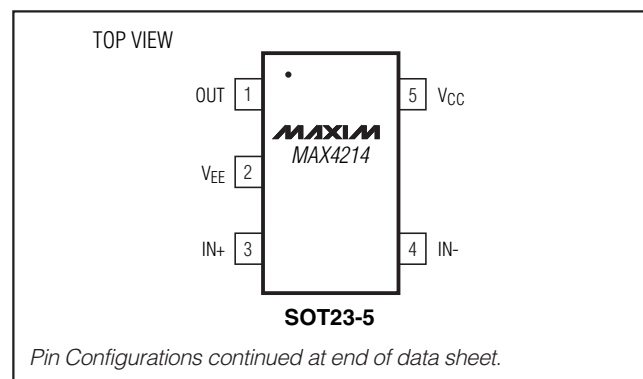 TOP VIEW
OUT 1
5 VCC
MAXIM
MAX4214
VEE 2
IN+ 3
4 IN-
SOT23-5
Pin Configurations continued at end of data sheet.